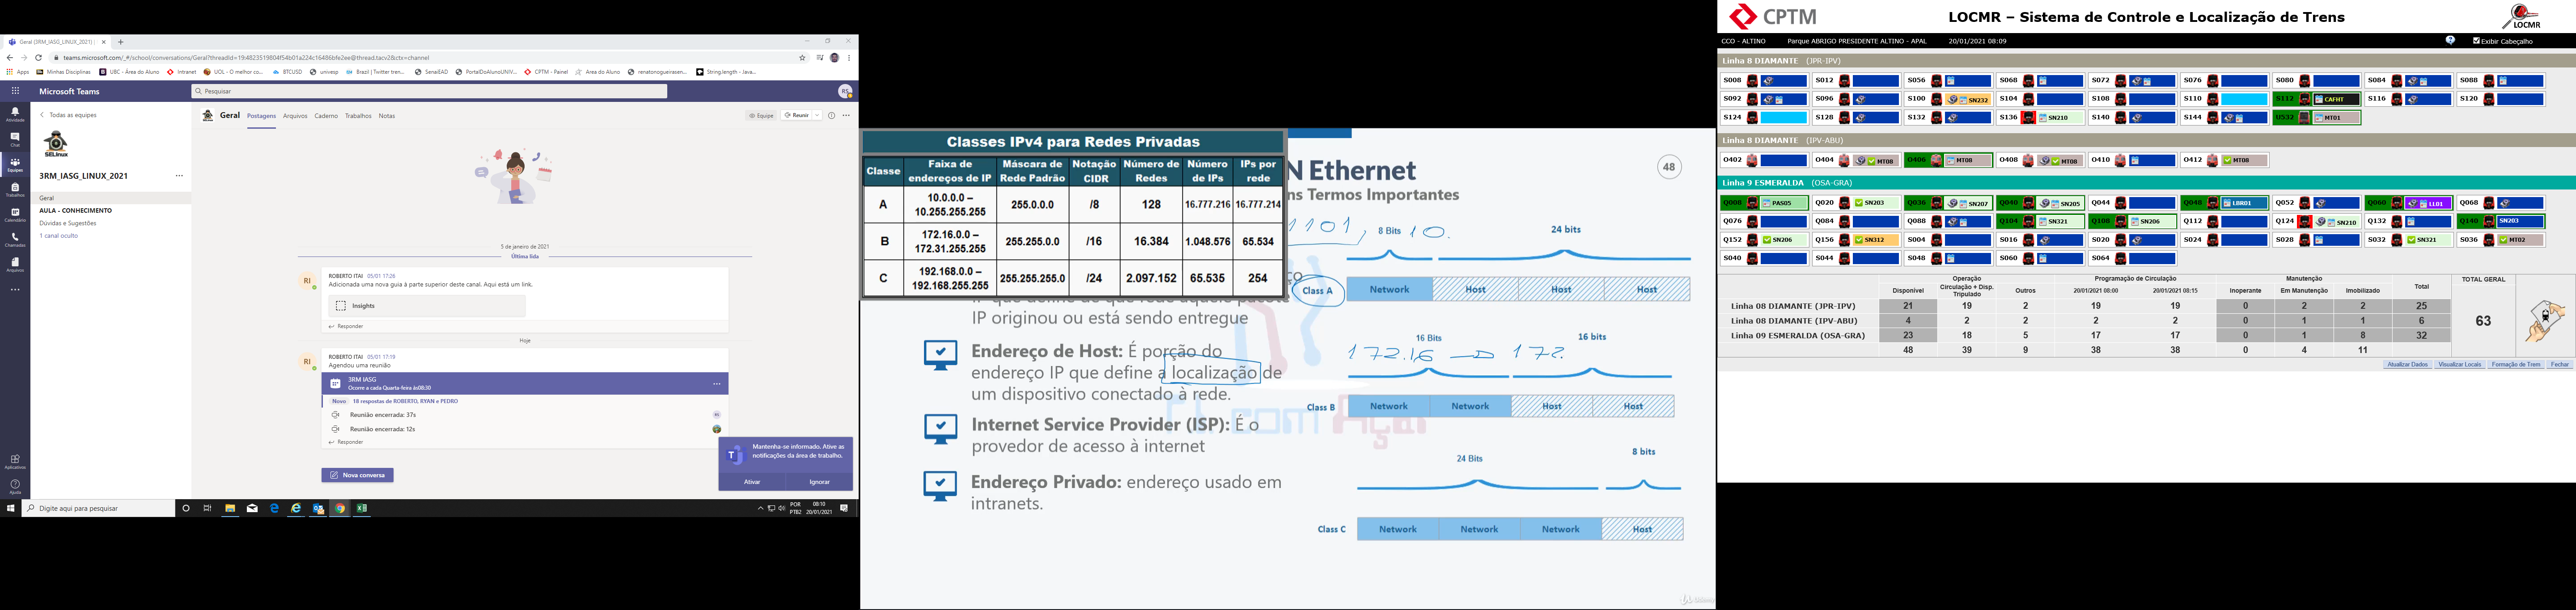 Geral (3RM_IASG_LINUX_2021)
teams.microsoft.com/_#/school/conversations/Geral?threadId=19:4823519804f54b01a224c16486bfe2ee@thread.tacv2&ctx=channel
Apps Minhas Disciplinas UBC - Área do Aluno Intranet UOL - O melhor co... BTCUSD univesp Brazil | Twitter tren... SenaiEAD PortalDoAlunoUNIV... CPTM - Painel Area do Aluno renatonogueirasen... String.length - Java...
Microsoft Teams
Pesquisar
RS
Atividade
Chat
Equipes
Trabalhos
Calendário
Chamadas
Arquivos
Aplicativos
Ajuda
Todas as equipes
SELinux
3RM_IASG_LINUX_2021
Geral
AULA - CONHECIMENTO
Dúvidas e Sugestões
1 canal oculto
Geral Postagens Arquivos Caderno Trabalhos Notas
Equipe Reunir
5 de janeiro de 2021
Última lida
RI
ROBERTO ITAI 05/01 17:26
Adicionada uma nova guia à parte superior deste canal. Aqui está um link.
Insights
Responder
Hoje
RI
ROBERTO ITAI 05/01 17:19
Agendou uma reunião
3RM IASG
Ocorre a cada Quarta-feira às08:30
Novo 18 respostas de ROBERTO, RYAN e PEDRO
Reunião encerrada: 37s
Reunião encerrada: 12s
Responder
Nova conversa
Mantenha-se informado. Ative as notificações da área de trabalho.
Ativar Ignorar
Digite aqui para pesquisar
POR 08:10
PTB2 20/01/2021
Classes IPv4 para Redes Privadas
Classe Faixa de endereços de IP Máscara de Rede Padrão Notação CIDR Número de Redes Número de IPs IPs por rede
A 10.0.0.0 – 10.255.255.255 255.0.0.0 /8 128 16.777.216 16.777.214
B 172.16.0.0 – 172.31.255.255 255.255.0.0 /16 16.384 1.048.576 65.534
C 192.168.0.0 – 192.168.255.255 255.255.255.0 /24 2.097.152 65.535 254
N Ethernet
ns Termos Importantes
48
1101, 10.
8 Bits 24 bits
Class A Network Host Host Host
IP que define de que rede aquele pacote
IP originou ou está sendo entregue
Endereço de Host: É porção do
endereço IP que define a localização de
um dispositivo conectado à rede.
Internet Service Provider (ISP): É o
provedor de acesso à internet
Endereço Privado: endereço usado em
intranets.
16 Bits 16 bits
172.16 172.
Class B Network Network Host Host
24 Bits 8 bits
Class C Network Network Network Host
CPTM
LOCMR – Sistema de Controle e Localização de Trens
LOCMR
CCO - ALTINO Parque ABRIGO PRESIDENTE ALTINO - APAL 20/01/2021 08:09
Exibir Cabeçalho
Linha 8 DIAMANTE (JPR-IPV)
S008 S012 S056 S068 S072 S076 S080 S084 S088
S092 S096 S100 SN232 S104 S108 S110 S112 CAFHT S116 S120
S124 S128 S132 S136 SN210 S140 S144 U532 MT01
Linha 8 DIAMANTE (IPV-ABU)
O402 O404 MT08 O406 MT08 O408 MT08 O410 O412 MT08
Linha 9 ESMERALDA (OSA-GRA)
Q008 PAS05 Q020 SN203 Q036 SN207 Q040 SN205 Q044 Q048 LBR01 Q052 Q060 LL01 Q068
Q076 Q084 Q088 Q104 SN321 Q108 SN206 Q112 Q124 SN210 Q132 Q140 SN203
Q152 SN206 Q156 SN312 S004 S016 S020 S024 S028 S032 SN321 S036 MT02
S040 S044 S048 S060 S064
Operação Programação de Circulação Manutenção TOTAL GERAL
Disponível Circulação + Disp. Tripulado Outros 20/01/2021 08:00 20/01/2021 08:15 Inoperante Em Manutenção Imobilizado Total
Linha 08 DIAMANTE (JPR-IPV) 21 19 2 19 19 0 2 2 25
Linha 08 DIAMANTE (IPV-ABU) 4 2 2 2 2 0 1 1 6
Linha 09 ESMERALDA (OSA-GRA) 23 18 5 17 17 0 1 8 32
48 39 9 38 38 0 4 11
63
Atualizar Dados Visualizar Locais Formação de Trem Fechar